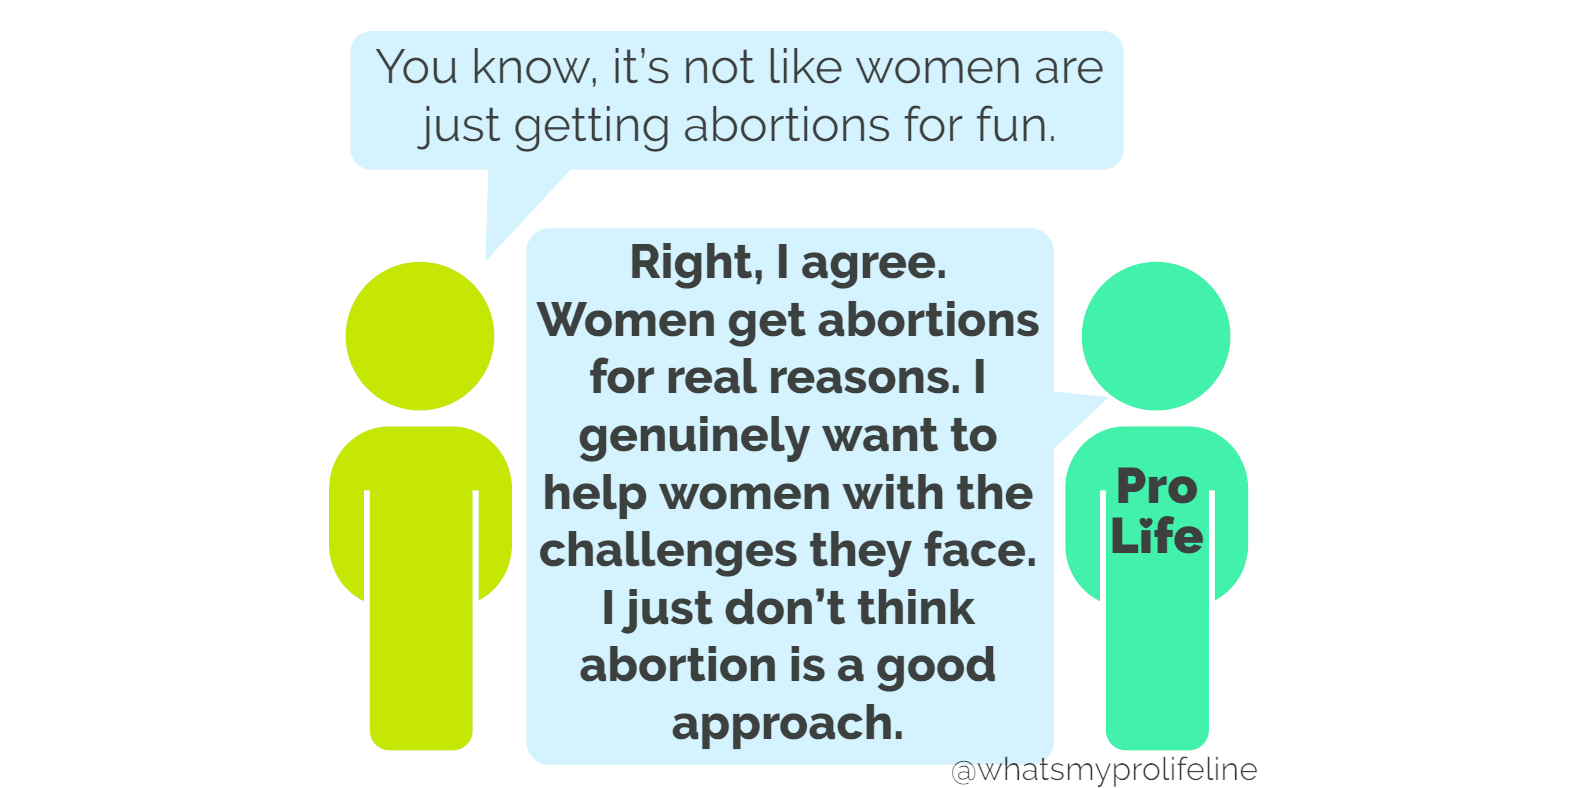 You know, it’s not like women are
just getting abortions for fun.
Right, I agree.
Women get abortions
for real reasons. I
genuinely want to
help women with the
challenges they face.
I just don’t think
abortion is a good
approach.
Pro
Life
@whatsmyprolifeline